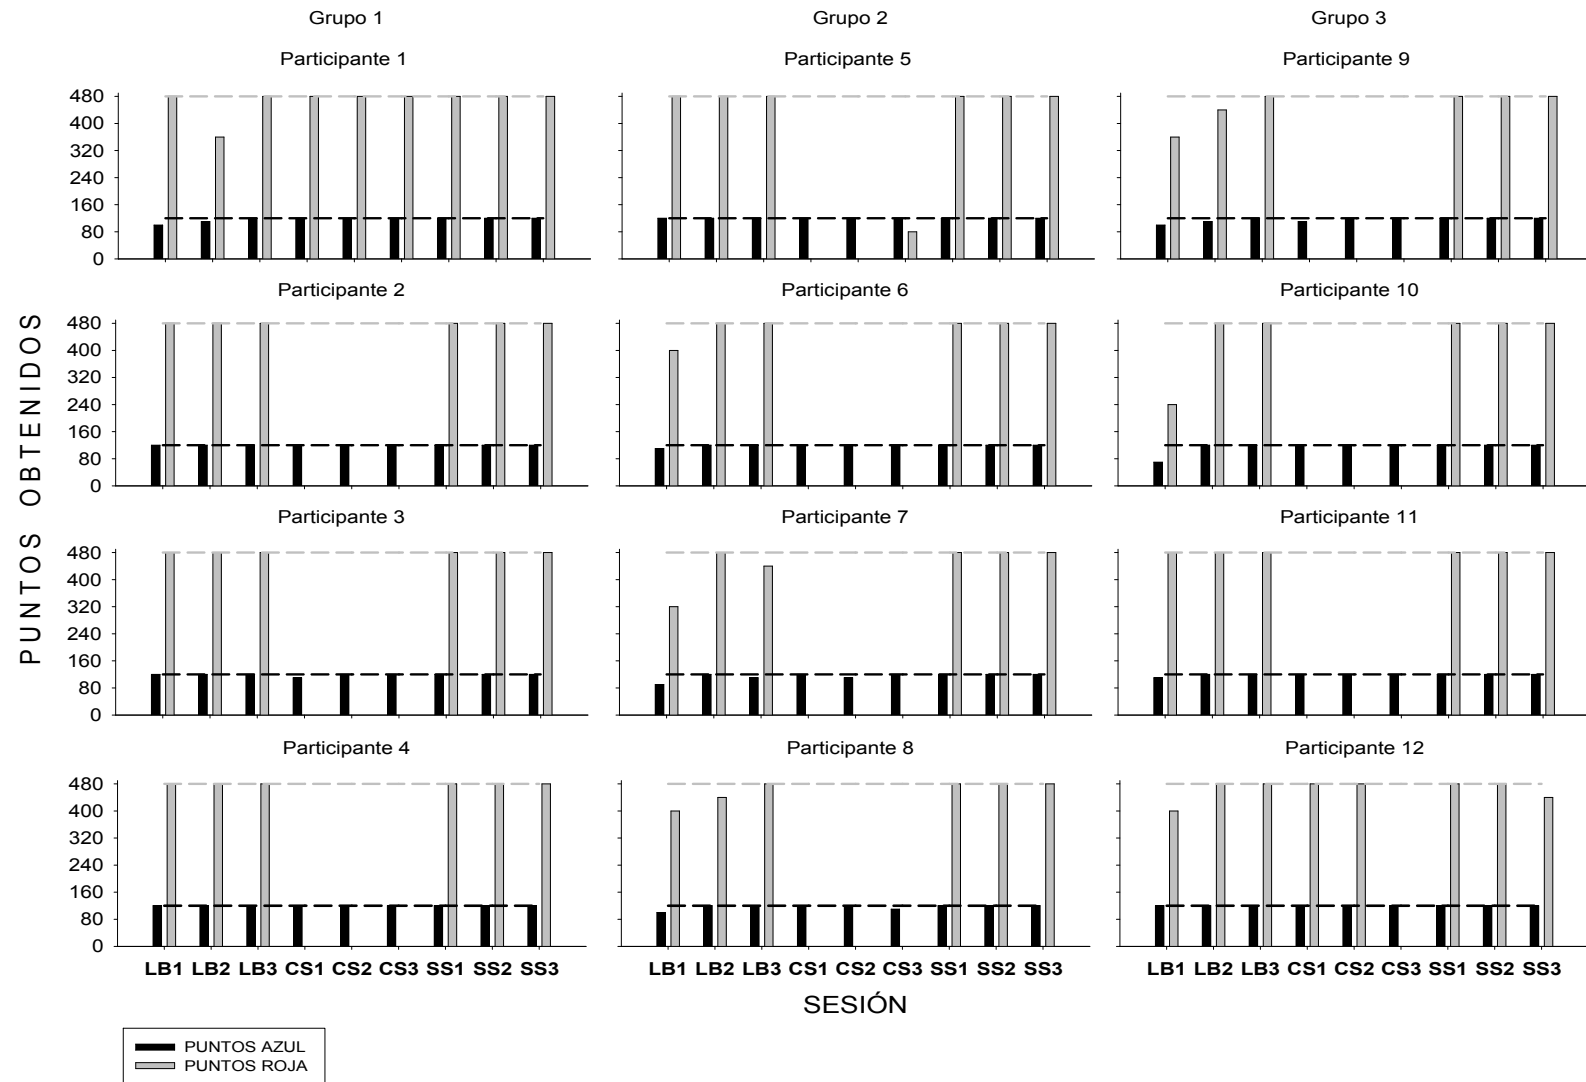 Grupo 1 Grupo 2 Grupo 3
Participante 1 Participante 5 Participante 9
480
400
320
240
160
80
0
Participante 2 Participante 6 Participante 10
480
400
320
240
160
80
0
Participante 3 Participante 7 Participante 11
480
400
320
240
160
80
0
Participante 4 Participante 8 Participante 12
480
400
320
240
160
80
0
PUNTOS OBTENIDOS
LB1 LB2 LB3 CS1 CS2 CS3 SS1 SS2 SS3 LB1 LB2 LB3 CS1 CS2 CS3 SS1 SS2 SS3 LB1 LB2 LB3 CS1 CS2 CS3 SS1 SS2 SS3
SESIÓN
PUNTOS AZUL
PUNTOS ROJA